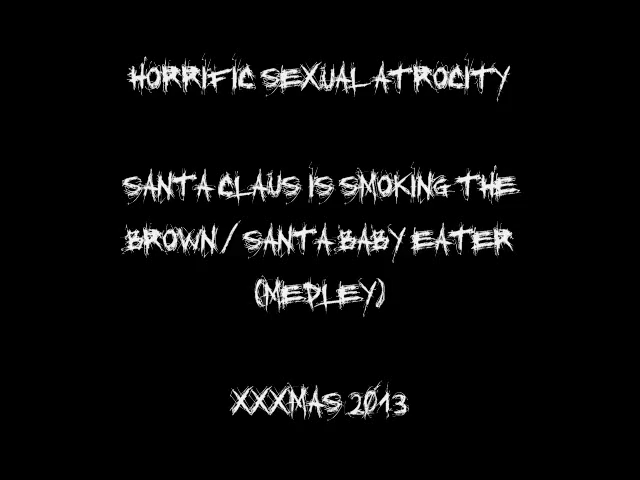 HORRIFIC SEXUAL ATROCITY
SANTA CLAUS IS SMOKING THE
BROWN / SANTA BABY EATER
(MEDLEY)
XXXMAS 2013